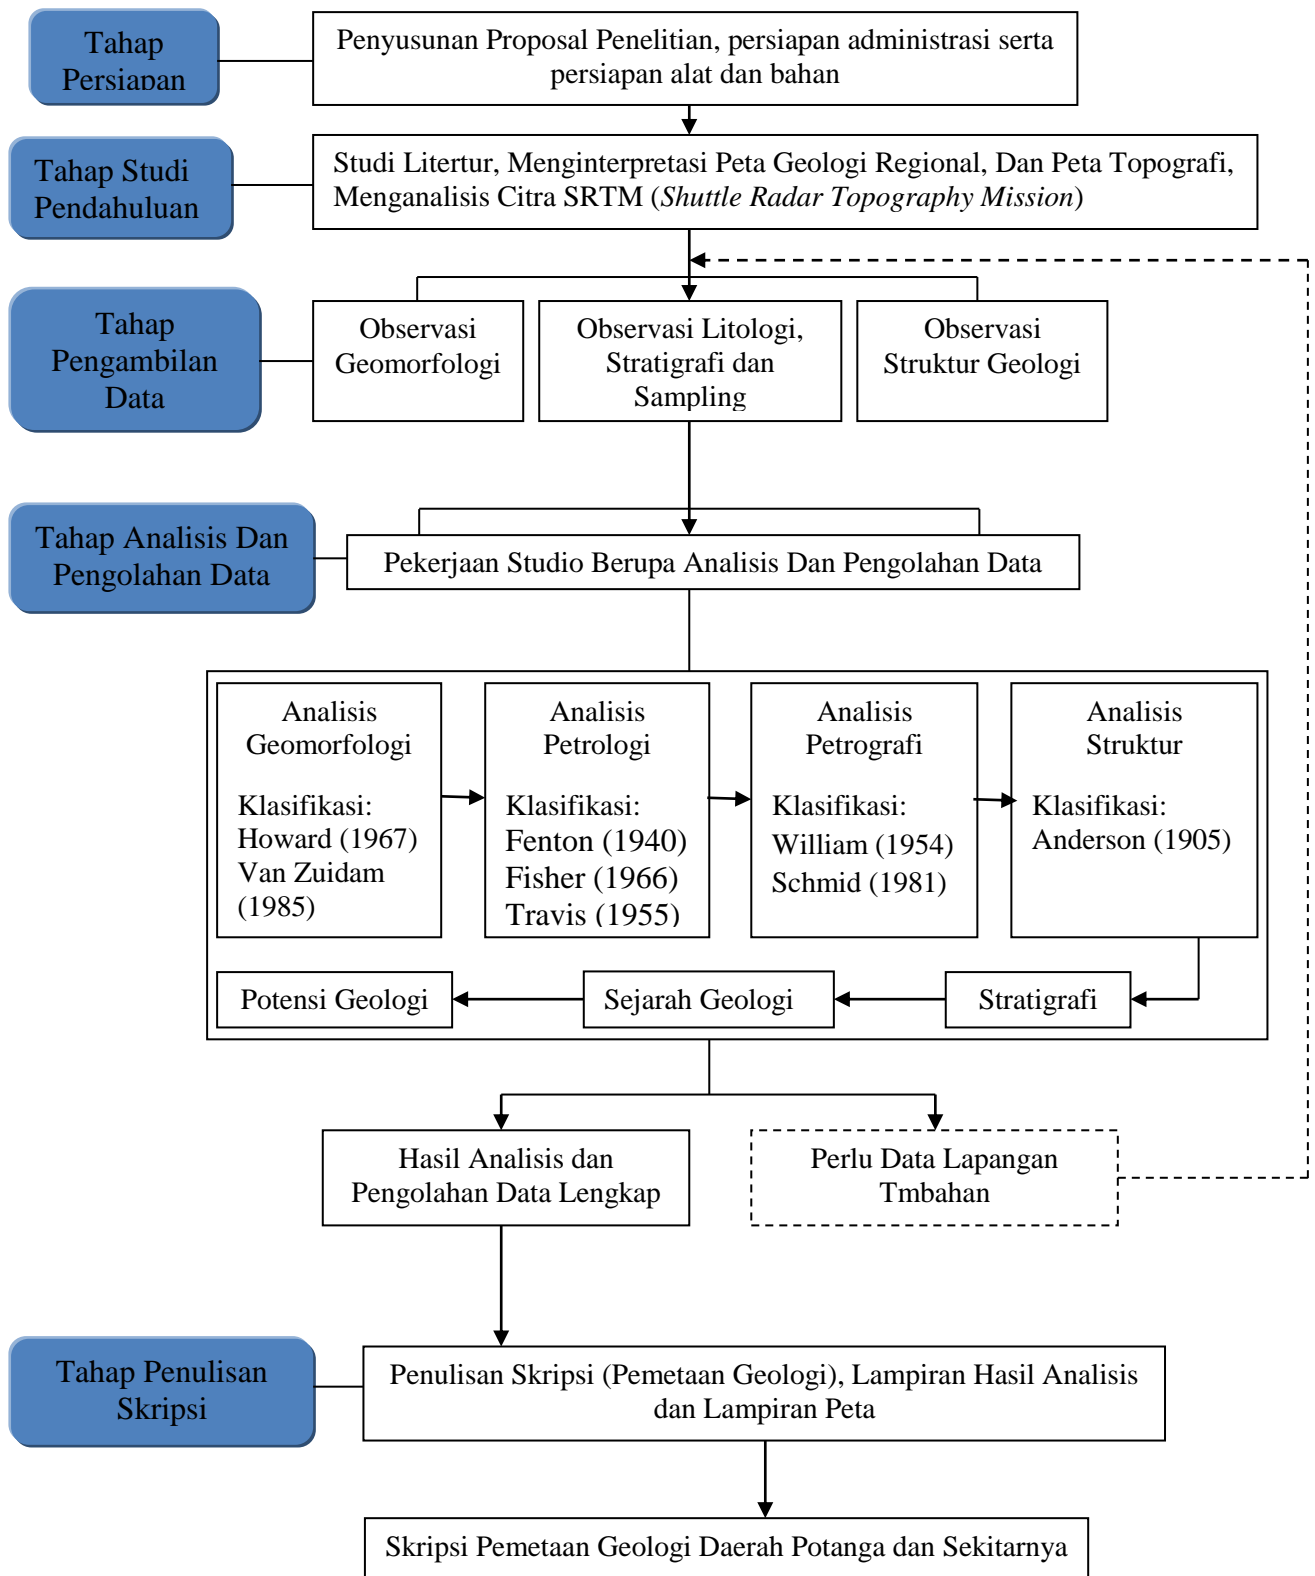 Tahap
Persiapan
Penyusunan Proposal Penelitian, persiapan administrasi serta
persiapan alat dan bahan
Tahap Studi
Pendahuluan
Studi Litertur, Menginterpretasi Peta Geologi Regional, Dan Peta Topografi,
Menganalisis Citra SRTM (Shuttle Radar Topography Mission)
Tahap
Pengambilan
Data
Observasi
Geomorfologi
Observasi Litologi,
Stratigrafi dan
Sampling
Observasi
Struktur Geologi
Tahap Analisis Dan
Pengolahan Data
Pekerjaan Studio Berupa Analisis Dan Pengolahan Data
Analisis
Geomorfologi
Klasifikasi:
Howard (1967)
Van Zuidam
(1985)
Analisis
Petrologi
Klasifikasi:
Fenton (1940)
Fisher (1966)
Travis (1955)
Analisis
Petrografi
Klasifikasi:
William (1954)
Schmid (1981)
Analisis
Struktur
Klasifikasi:
Anderson (1905)
Potensi Geologi
Sejarah Geologi
Stratigrafi
Hasil Analisis dan
Pengolahan Data Lengkap
Perlu Data Lapangan
Tmbahan
Tahap Penulisan
Skripsi
Penulisan Skripsi (Pemetaan Geologi), Lampiran Hasil Analisis
dan Lampiran Peta
Skripsi Pemetaan Geologi Daerah Potanga dan Sekitarnya